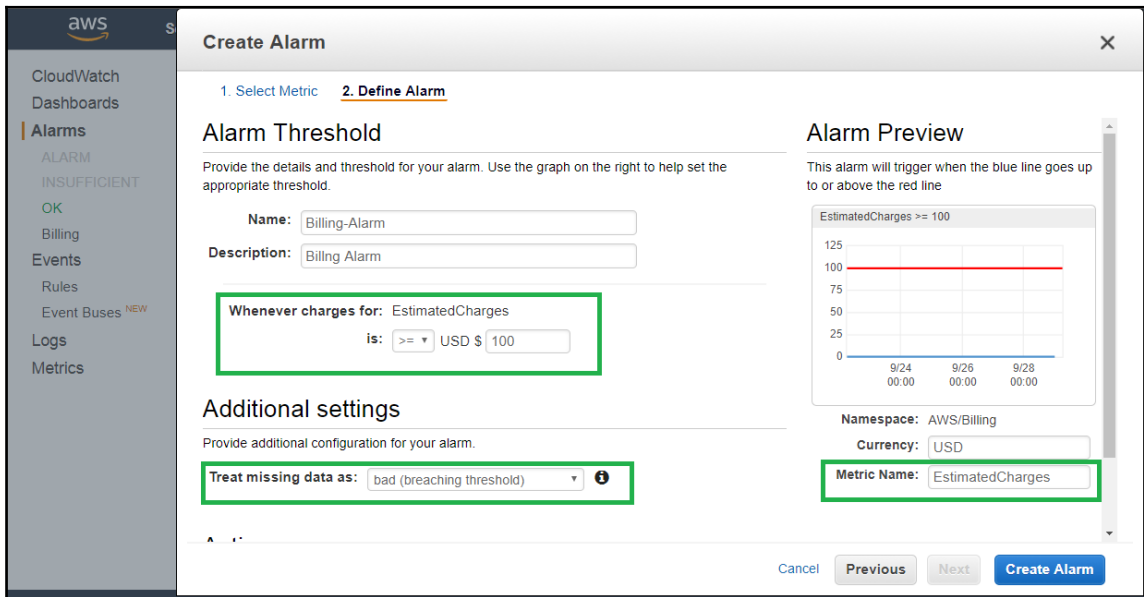 aws
S
Create Alarm
×
CloudWatch
Dashboards
Alarms
ALARM
INSUFFICIENT
OK
Billing
Events
Rules
Event Buses NEW
Logs
Metrics
1. Select Metric 2. Define Alarm
Alarm Threshold
Provide the details and threshold for your alarm. Use the graph on the right to help set the
appropriate threshold.
Name: Billing-Alarm
Description: Billng Alarm
Whenever charges for: EstimatedCharges
is: >= USD $ 100
Additional settings
Provide additional configuration for your alarm.
Treat missing data as: bad (breaching threshold)
Alarm Preview
This alarm will trigger when the blue line goes up
to or above the red line
EstimatedCharges >= 100
125
100
75
50
25
0
9/24 9/26 9/28
00:00 00:00 00:00
Namespace: AWS/Billing
Currency: USD
Metric Name: EstimatedCharges
Cancel Previous Next Create Alarm